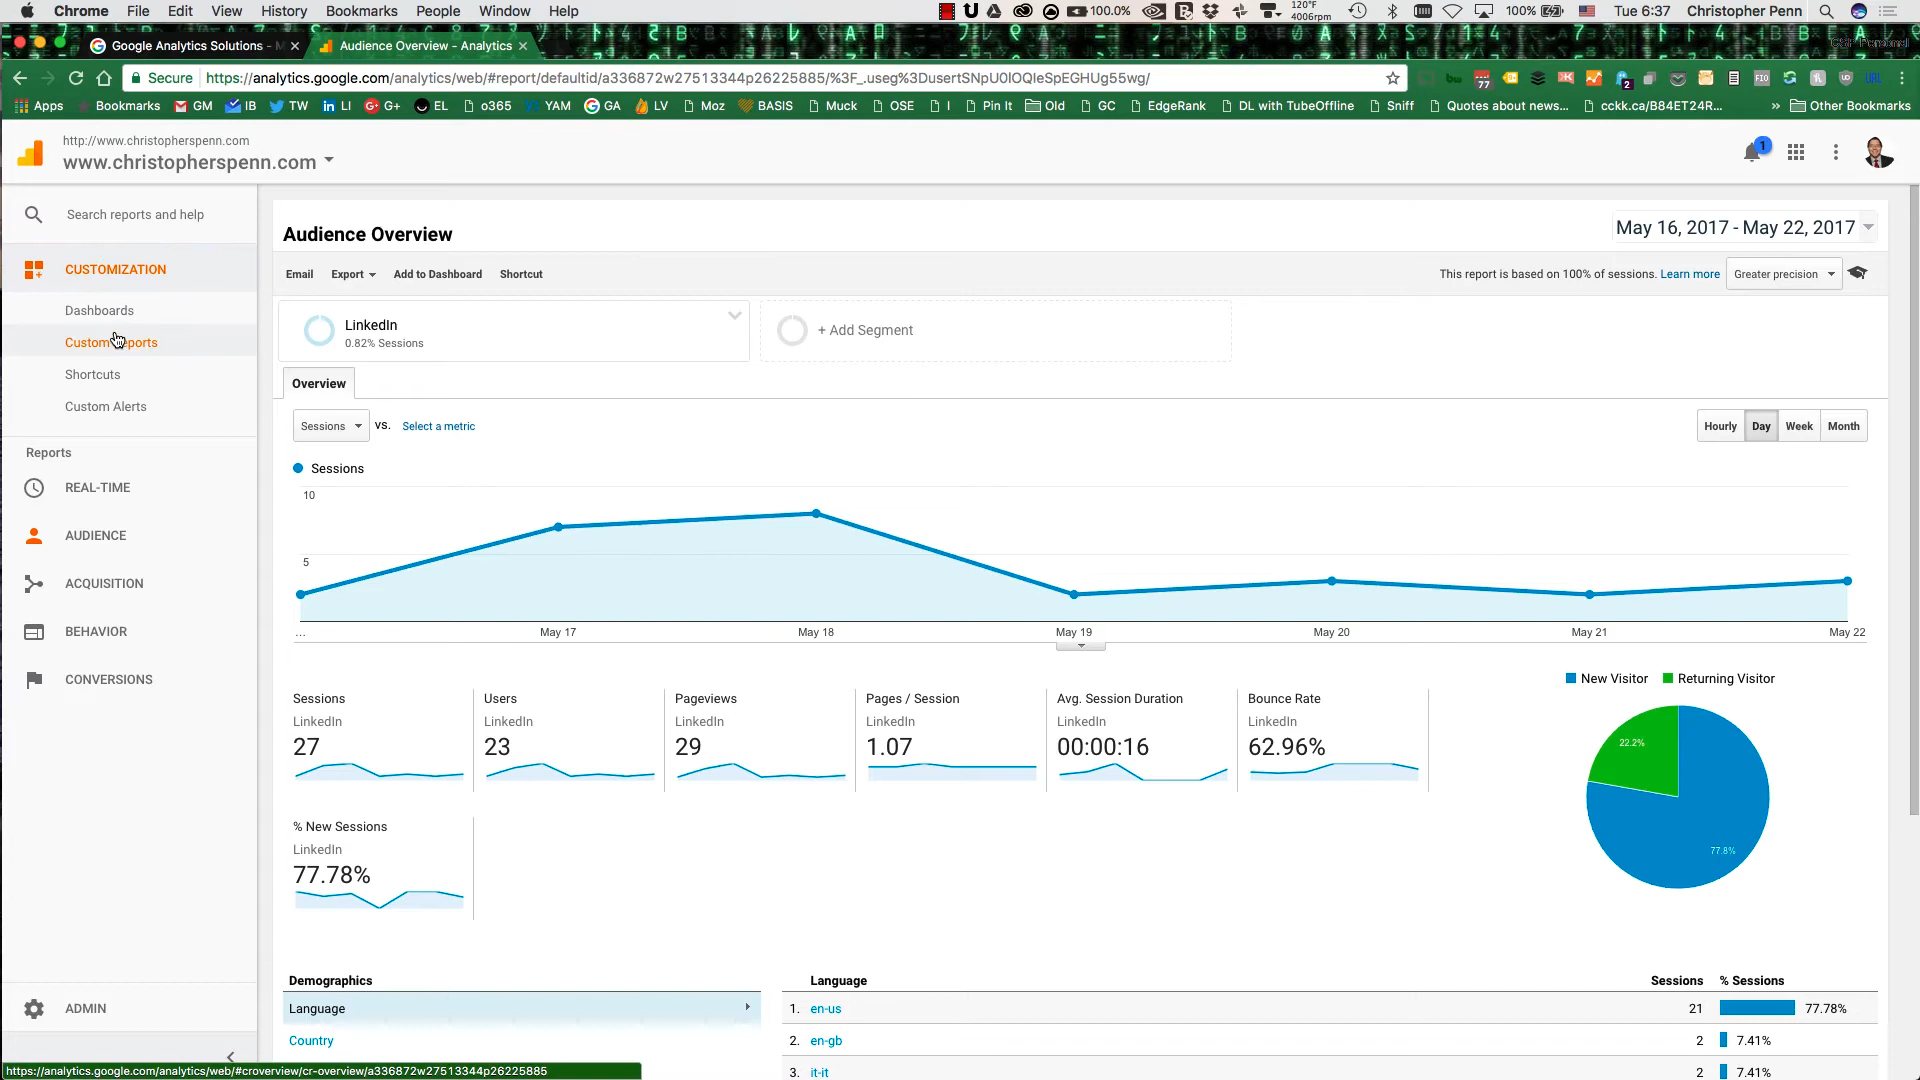 Chrome File Edit View History Bookmarks People Window Help
100.0% 120°F 4006rpm 100% Tue 6:37 Christopher Penn
Google Analytics Solutions - M Audience Overview - Analytics
CSP Personal
Secure https://analytics.google.com/analytics/web/#report/defaultid/a336872w27513344p26225885/%3F_.useg%3DusertSNpU0lOQIeSpEGHUg55wg/
Apps Bookmarks GM IB TW LI G+ EL o365 YAM GA LV Moz BASIS Muck OSE I Pin It Old GC EdgeRank DL with TubeOffline Sniff Quotes about news... cckk.ca/B84ET24R... » Other Bookmarks
http://www.christopherspenn.com
www.christopherspenn.com
1
Search reports and help
CUSTOMIZATION
Dashboards
Custom Reports
Shortcuts
Custom Alerts
Reports
REAL-TIME
AUDIENCE
ACQUISITION
BEHAVIOR
CONVERSIONS
ADMIN
Audience Overview
May 16, 2017 - May 22, 2017
Email Export Add to Dashboard Shortcut
This report is based on 100% of sessions. Learn more Greater precision
LinkedIn
0.82% Sessions
+ Add Segment
Overview
Sessions vs. Select a metric
Hourly Day Week Month
Sessions
10
5
... May 17 May 18 May 19 May 20 May 21 May 22
New Visitor Returning Visitor
Sessions Users Pageviews Pages / Session Avg. Session Duration Bounce Rate
LinkedIn LinkedIn LinkedIn LinkedIn LinkedIn LinkedIn
27 23 29 1.07 00:00:16 62.96%
22.2%
77.8%
% New Sessions
LinkedIn
77.78%
Demographics
Language
Country
Language Sessions % Sessions
1. en-us 21 77.78%
2. en-gb 2 7.41%
3. it-it 2 7.41%
https://analytics.google.com/analytics/web/#croverview/cr-overview/a336872w27513344p26225885